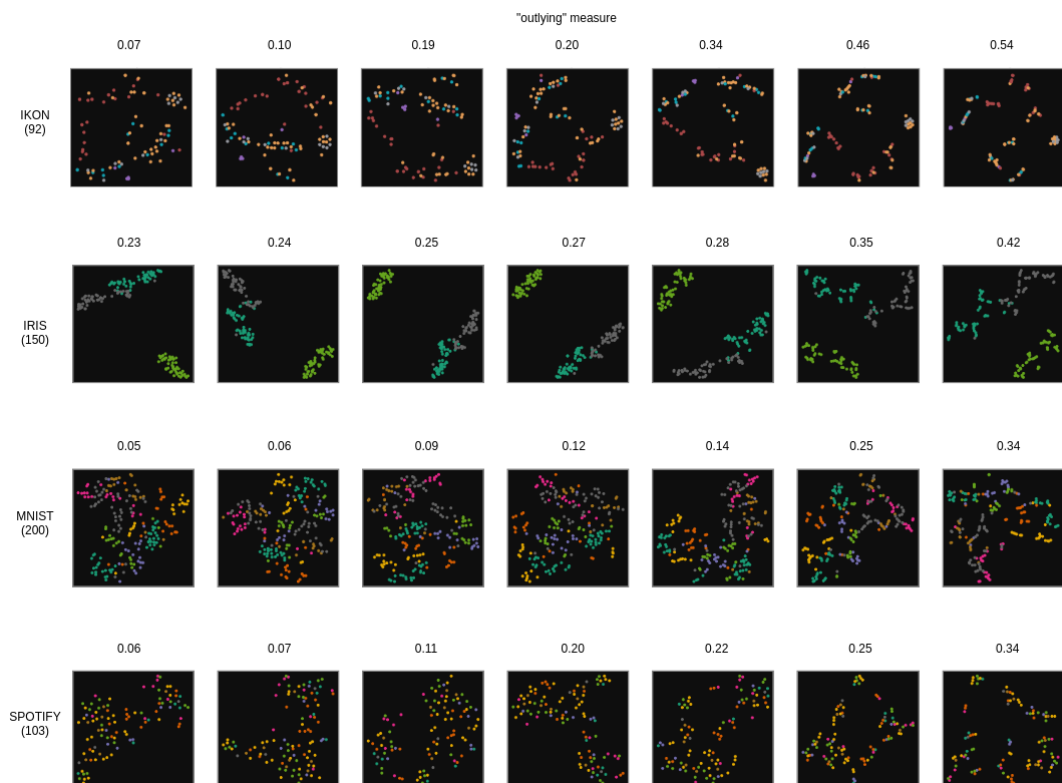 "outlying" measure
0.07 0.10 0.19 0.20 0.34 0.46 0.54
IKON
(92)
0.23 0.24 0.25 0.27 0.28 0.35 0.42
IRIS
(150)
0.05 0.06 0.09 0.12 0.14 0.25 0.34
MNIST
(200)
0.06 0.07 0.11 0.20 0.22 0.25 0.34
SPOTIFY
(103)